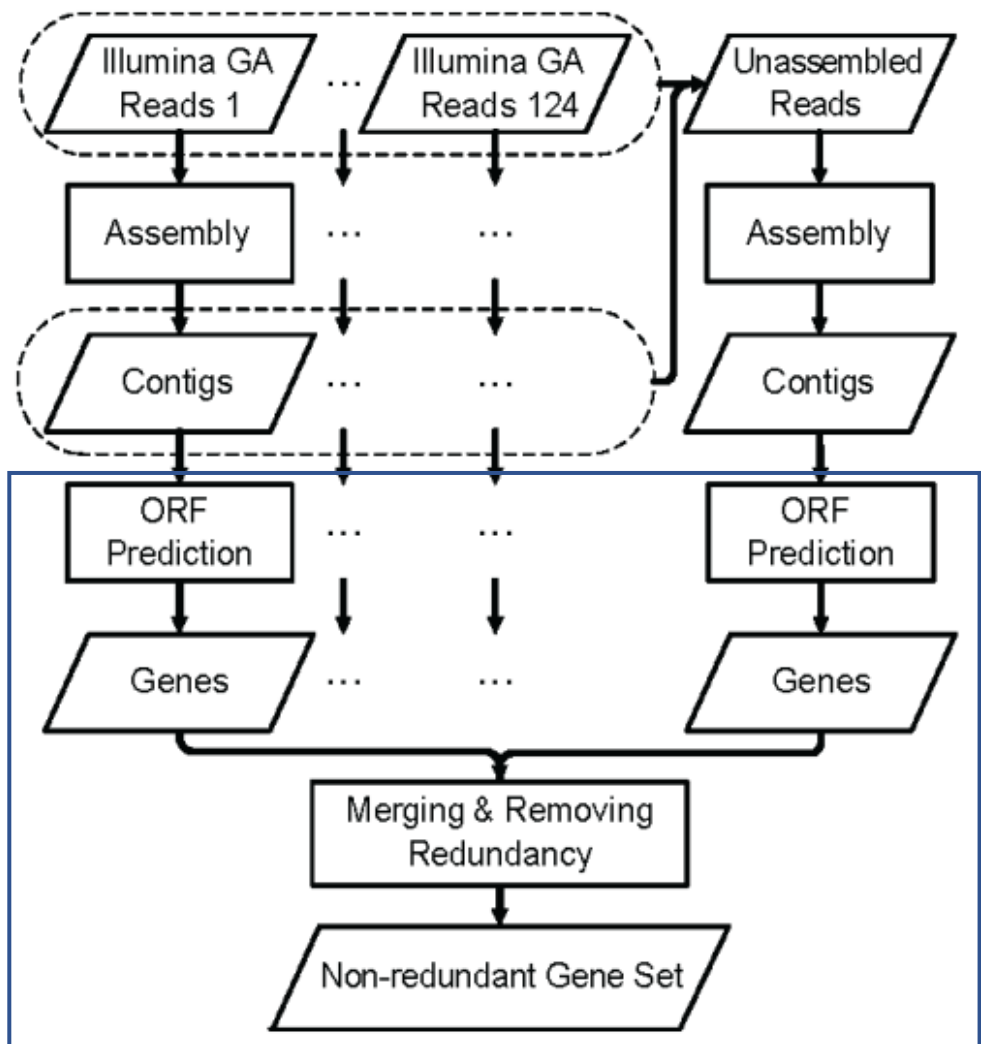 Illumina GA
Reads 1
...
Illumina GA
Reads 124
Unassembled
Reads
Assembly
...
...
Assembly
Contigs
...
...
Contigs
ORF
Prediction
...
...
ORF
Prediction
Genes
...
...
Genes
Merging & Removing
Redundancy
Non-redundant Gene Set